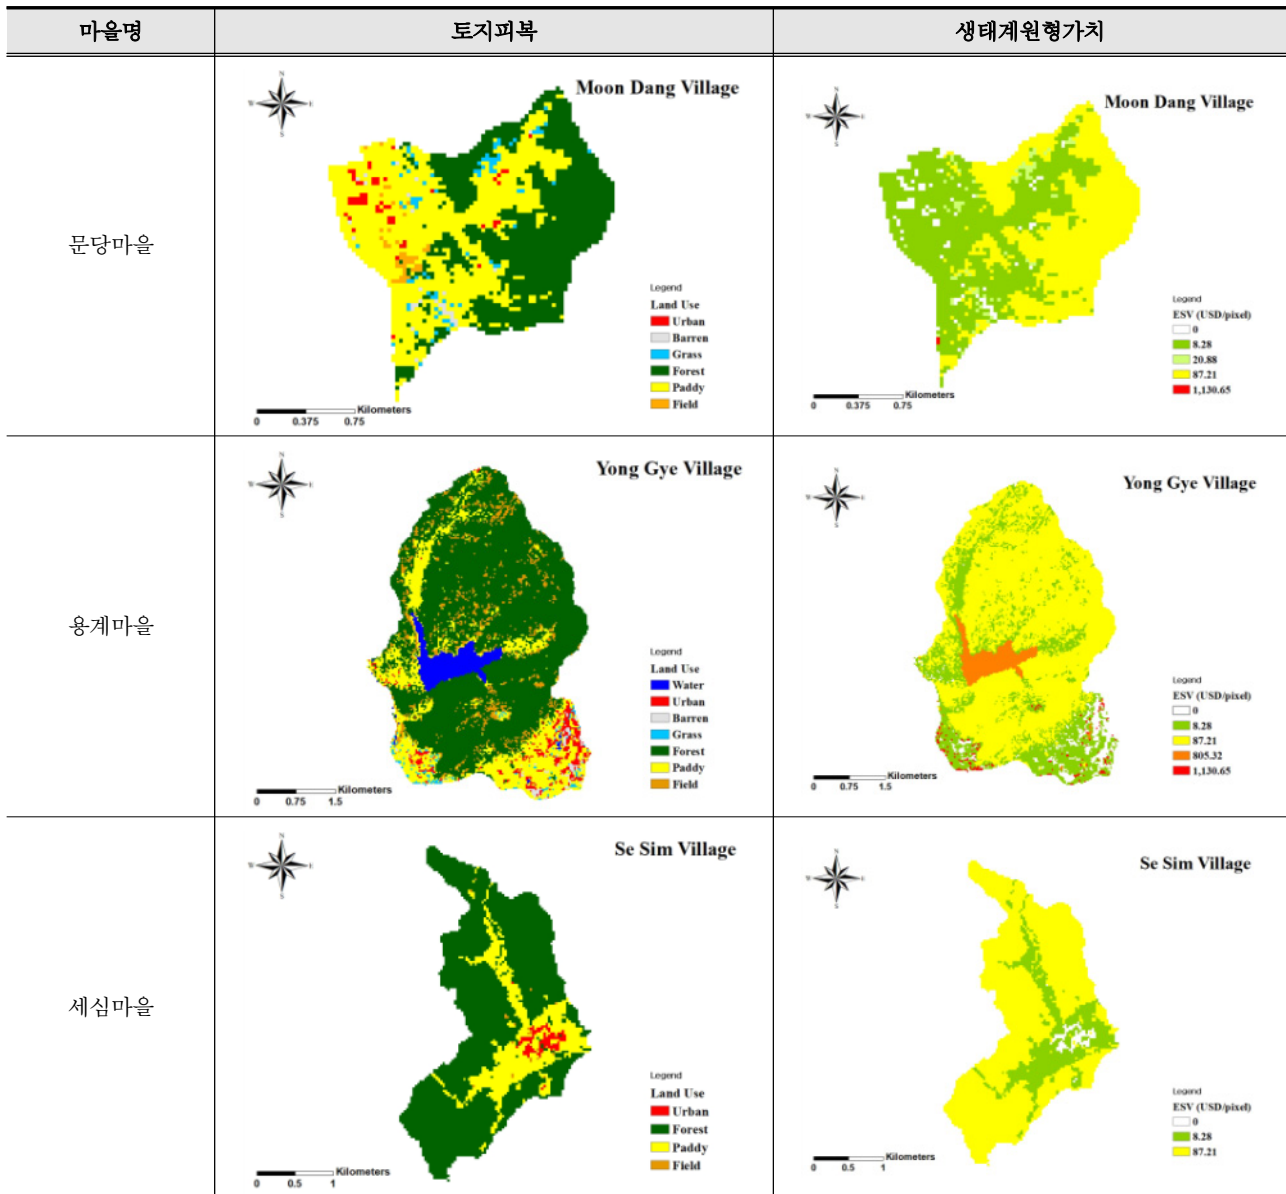 마을명 토지피복 생태계원형가치
문당마을
N
W E
S
Moon Dang Village
Legend
Land Use
Urban
Barren
Grass
Forest
Paddy
Field
Kilometers
0 0.375 0.75
N
W E
S
Moon Dang Village
Legend
ESV (USD/pixel)
0
8.28
20.88
87.21
1,130.65
Kilometers
0 0.375 0.75
용계마을
N
W E
S
Yong Gye Village
Legend
Land Use
Water
Urban
Barren
Grass
Forest
Paddy
Field
Kilometers
0 0.75 1.5
N
W E
S
Yong Gye Village
Legend
ESV (USD/pixel)
0
8.28
87.21
805.32
1,130.65
Kilometers
0 0.75 1.5
세심마을
N
W E
S
Se Sim Village
Legend
Land Use
Urban
Forest
Paddy
Field
Kilometers
0 0.5 1
N
W E
S
Se Sim Village
Legend
ESV (USD/pixel)
0
8.28
87.21
Kilometers
0 0.5 1